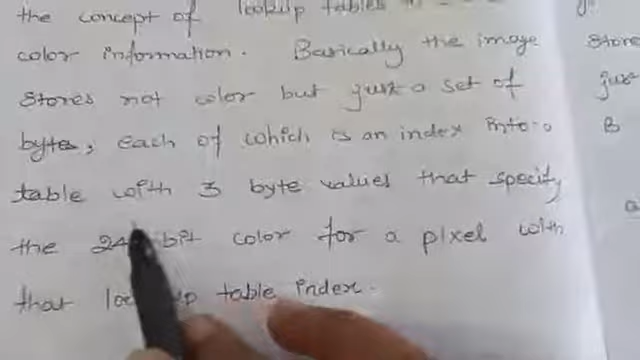 the concept of lookup tables
color information. Basically the image
stores not color but just a set of
bytes, each of which is an index into a
table with 3 byte values that specify
the 24 bit color for a pixel with
that lookup table index.
store
just
B
a